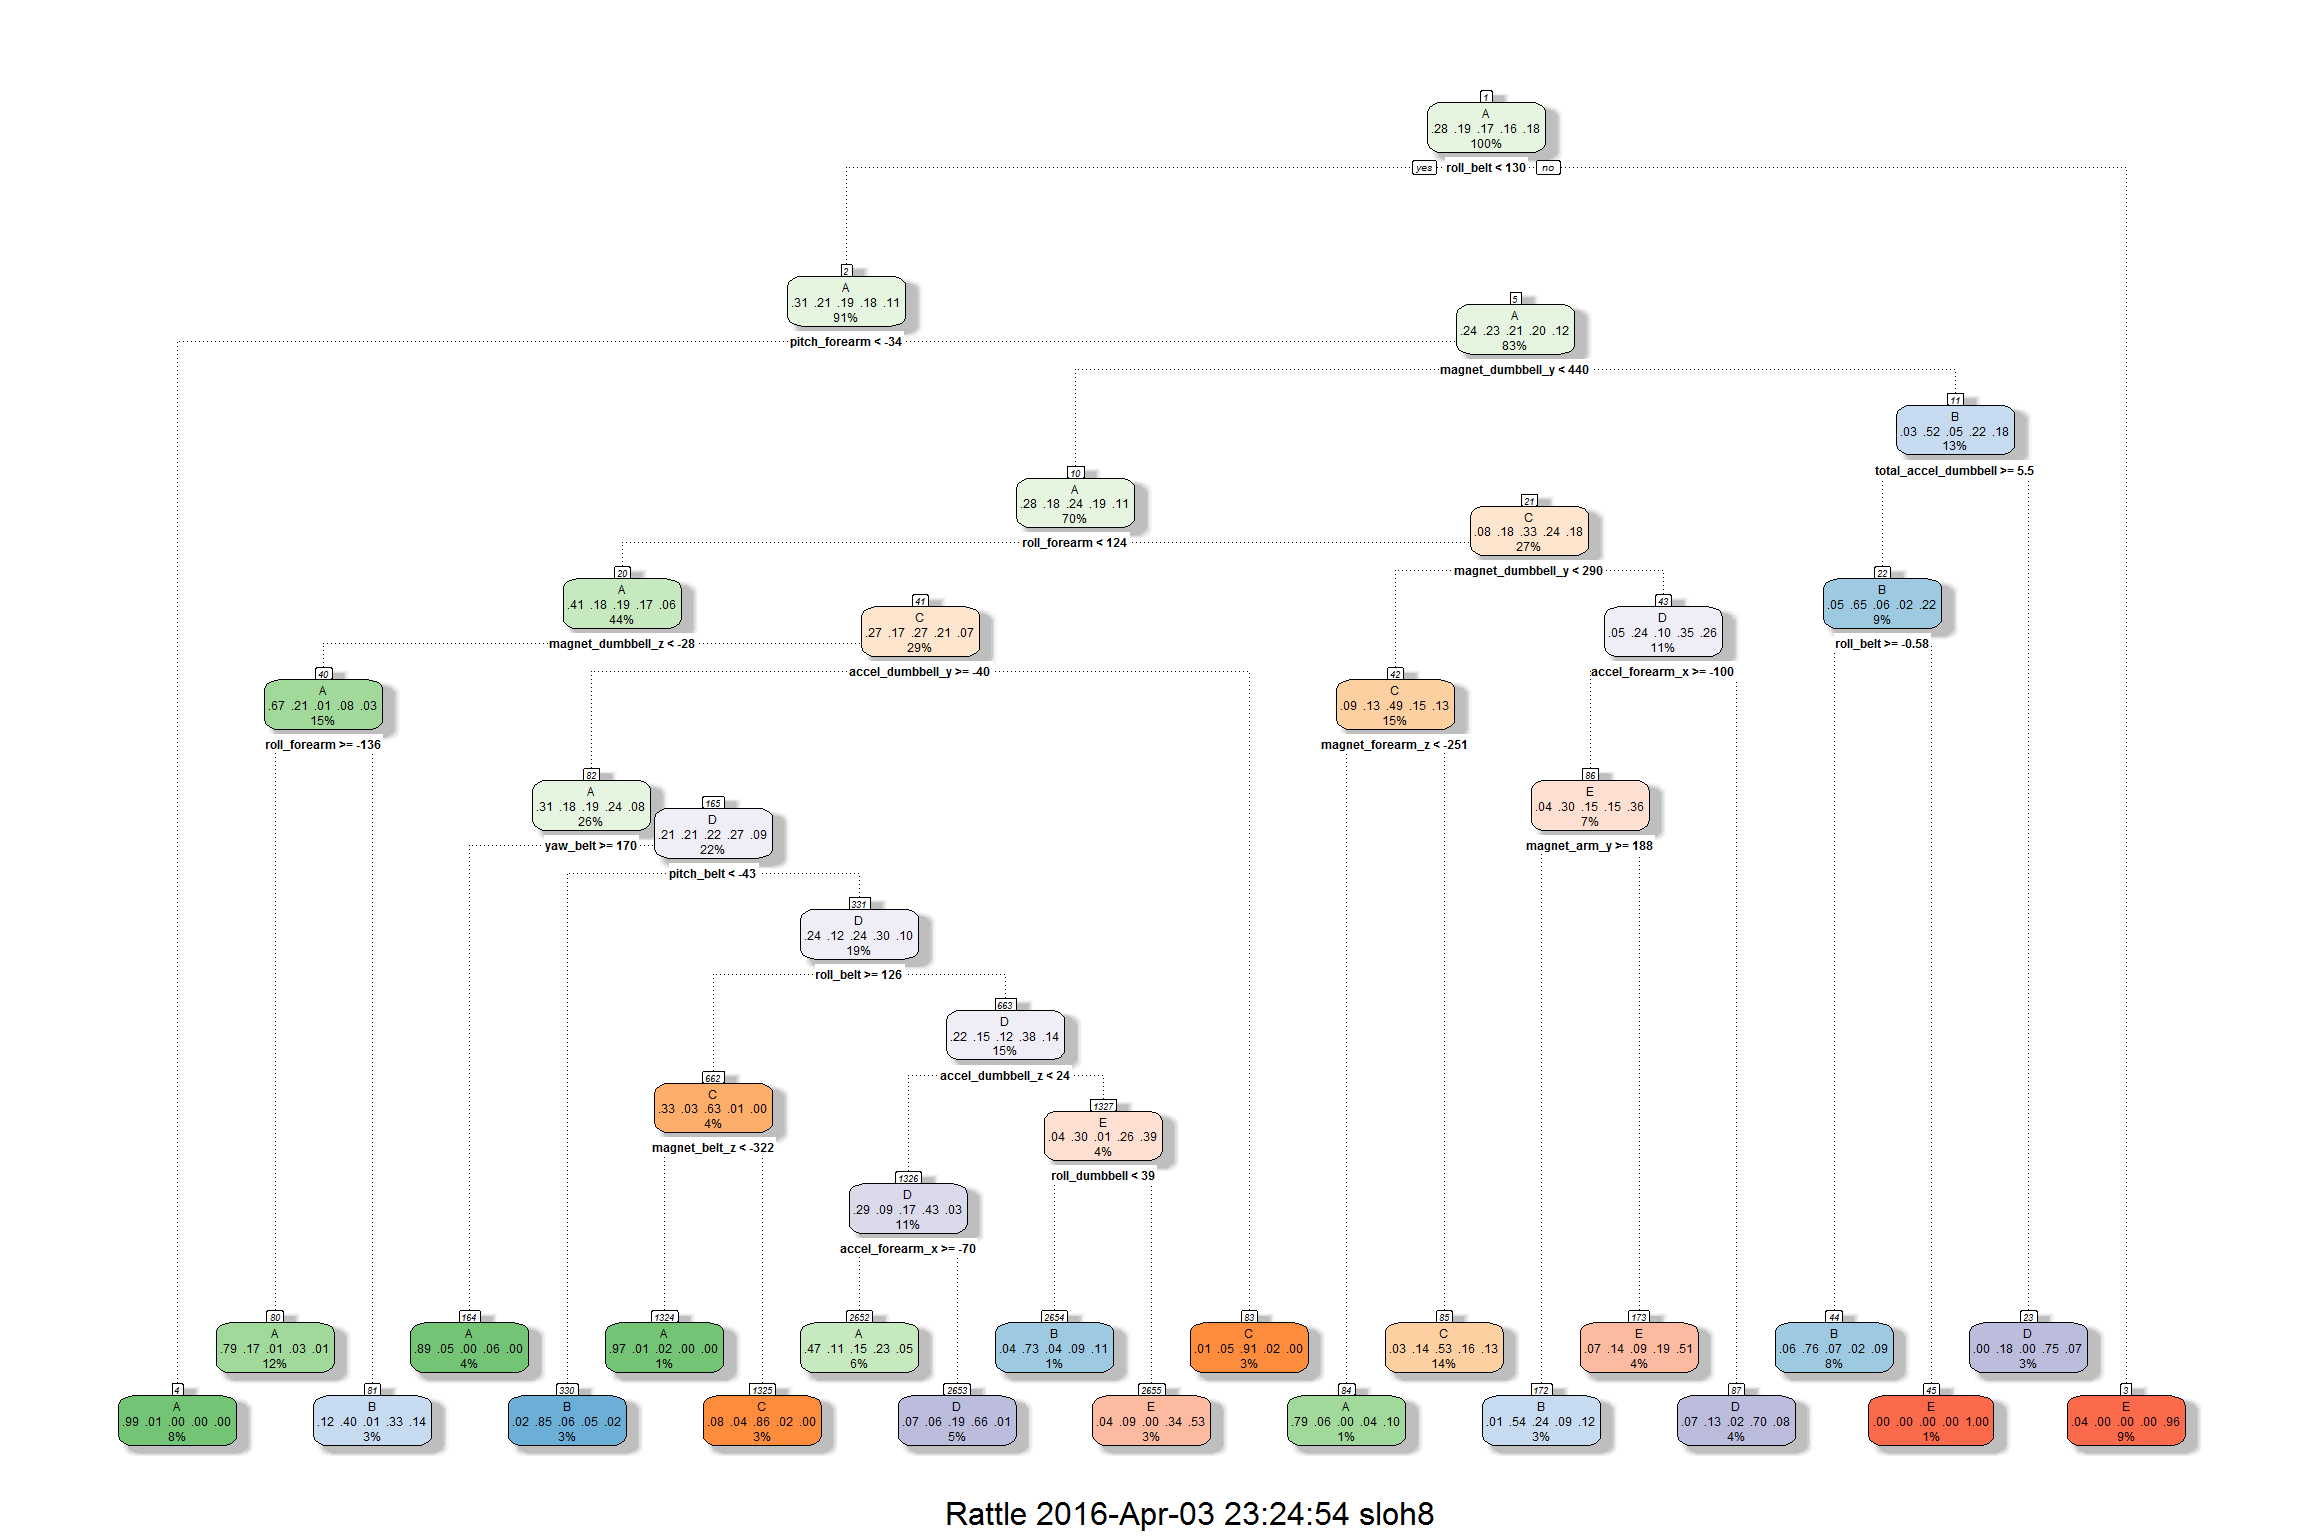 1
A
.28 .19 .17 .16 .18
100%
yes roll_belt < 130 no
2
A
.31 .21 .19 .18 .11
91%
pitch_forearm < -34
5
A
.24 .23 .21 .20 .12
83%
magnet_dumbbell_y < 440
11
B
.03 .52 .05 .22 .18
13%
total_accel_dumbbell >= 5.5
10
A
.28 .18 .24 .19 .11
70%
roll_forearm < 124
21
C
.08 .18 .33 .24 .18
27%
magnet_dumbbell_y < 290
20
A
.41 .18 .19 .17 .06
44%
magnet_dumbbell_z < -28
41
C
.27 .17 .27 .21 .07
29%
accel_dumbbell_y >= -40
43
D
.05 .24 .10 .35 .26
11%
accel_forearm_x >= -100
22
B
.05 .65 .06 .02 .22
9%
roll_belt >= -0.58
40
A
.67 .21 .01 .08 .03
15%
roll_forearm >= -136
42
C
.09 .13 .49 .15 .13
15%
magnet_forearm_z < -251
82
A
.31 .18 .19 .24 .08
26%
yaw_belt >= 170
165
D
.21 .21 .22 .27 .09
22%
pitch_belt < -43
86
E
.04 .30 .15 .15 .36
7%
magnet_arm_y >= 188
331
D
.24 .12 .24 .30 .10
19%
roll_belt >= 126
663
D
.22 .15 .12 .38 .14
15%
accel_dumbbell_z < 24
662
C
.33 .03 .63 .01 .00
4%
magnet_belt_z < -322
1327
E
.04 .30 .01 .26 .39
4%
roll_dumbbell < 39
1326
D
.29 .09 .17 .43 .03
11%
accel_forearm_x >= -70
80
A
.79 .17 .01 .03 .01
12%
164
A
.89 .05 .00 .06 .00
4%
1324
A
.97 .01 .02 .00 .00
1%
2652
A
.47 .11 .15 .23 .05
6%
2654
B
.04 .73 .04 .09 .11
1%
83
C
.01 .05 .91 .02 .00
3%
85
C
.03 .14 .53 .16 .13
14%
173
E
.07 .14 .09 .19 .51
4%
44
B
.06 .76 .07 .02 .09
8%
23
D
.00 .18 .00 .75 .07
3%
4
A
.99 .01 .00 .00 .00
8%
81
B
.12 .40 .01 .33 .14
3%
330
B
.02 .85 .06 .05 .02
3%
1325
C
.08 .04 .86 .02 .00
3%
2653
D
.07 .06 .19 .66 .01
5%
2655
E
.04 .09 .00 .34 .53
3%
84
A
.79 .06 .00 .04 .10
1%
172
B
.01 .54 .24 .09 .12
3%
87
D
.07 .13 .02 .70 .08
4%
45
E
.00 .00 .00 .00 1.00
1%
3
E
.04 .00 .00 .00 .96
9%
Rattle 2016-Apr-03 23:24:54 sloh8